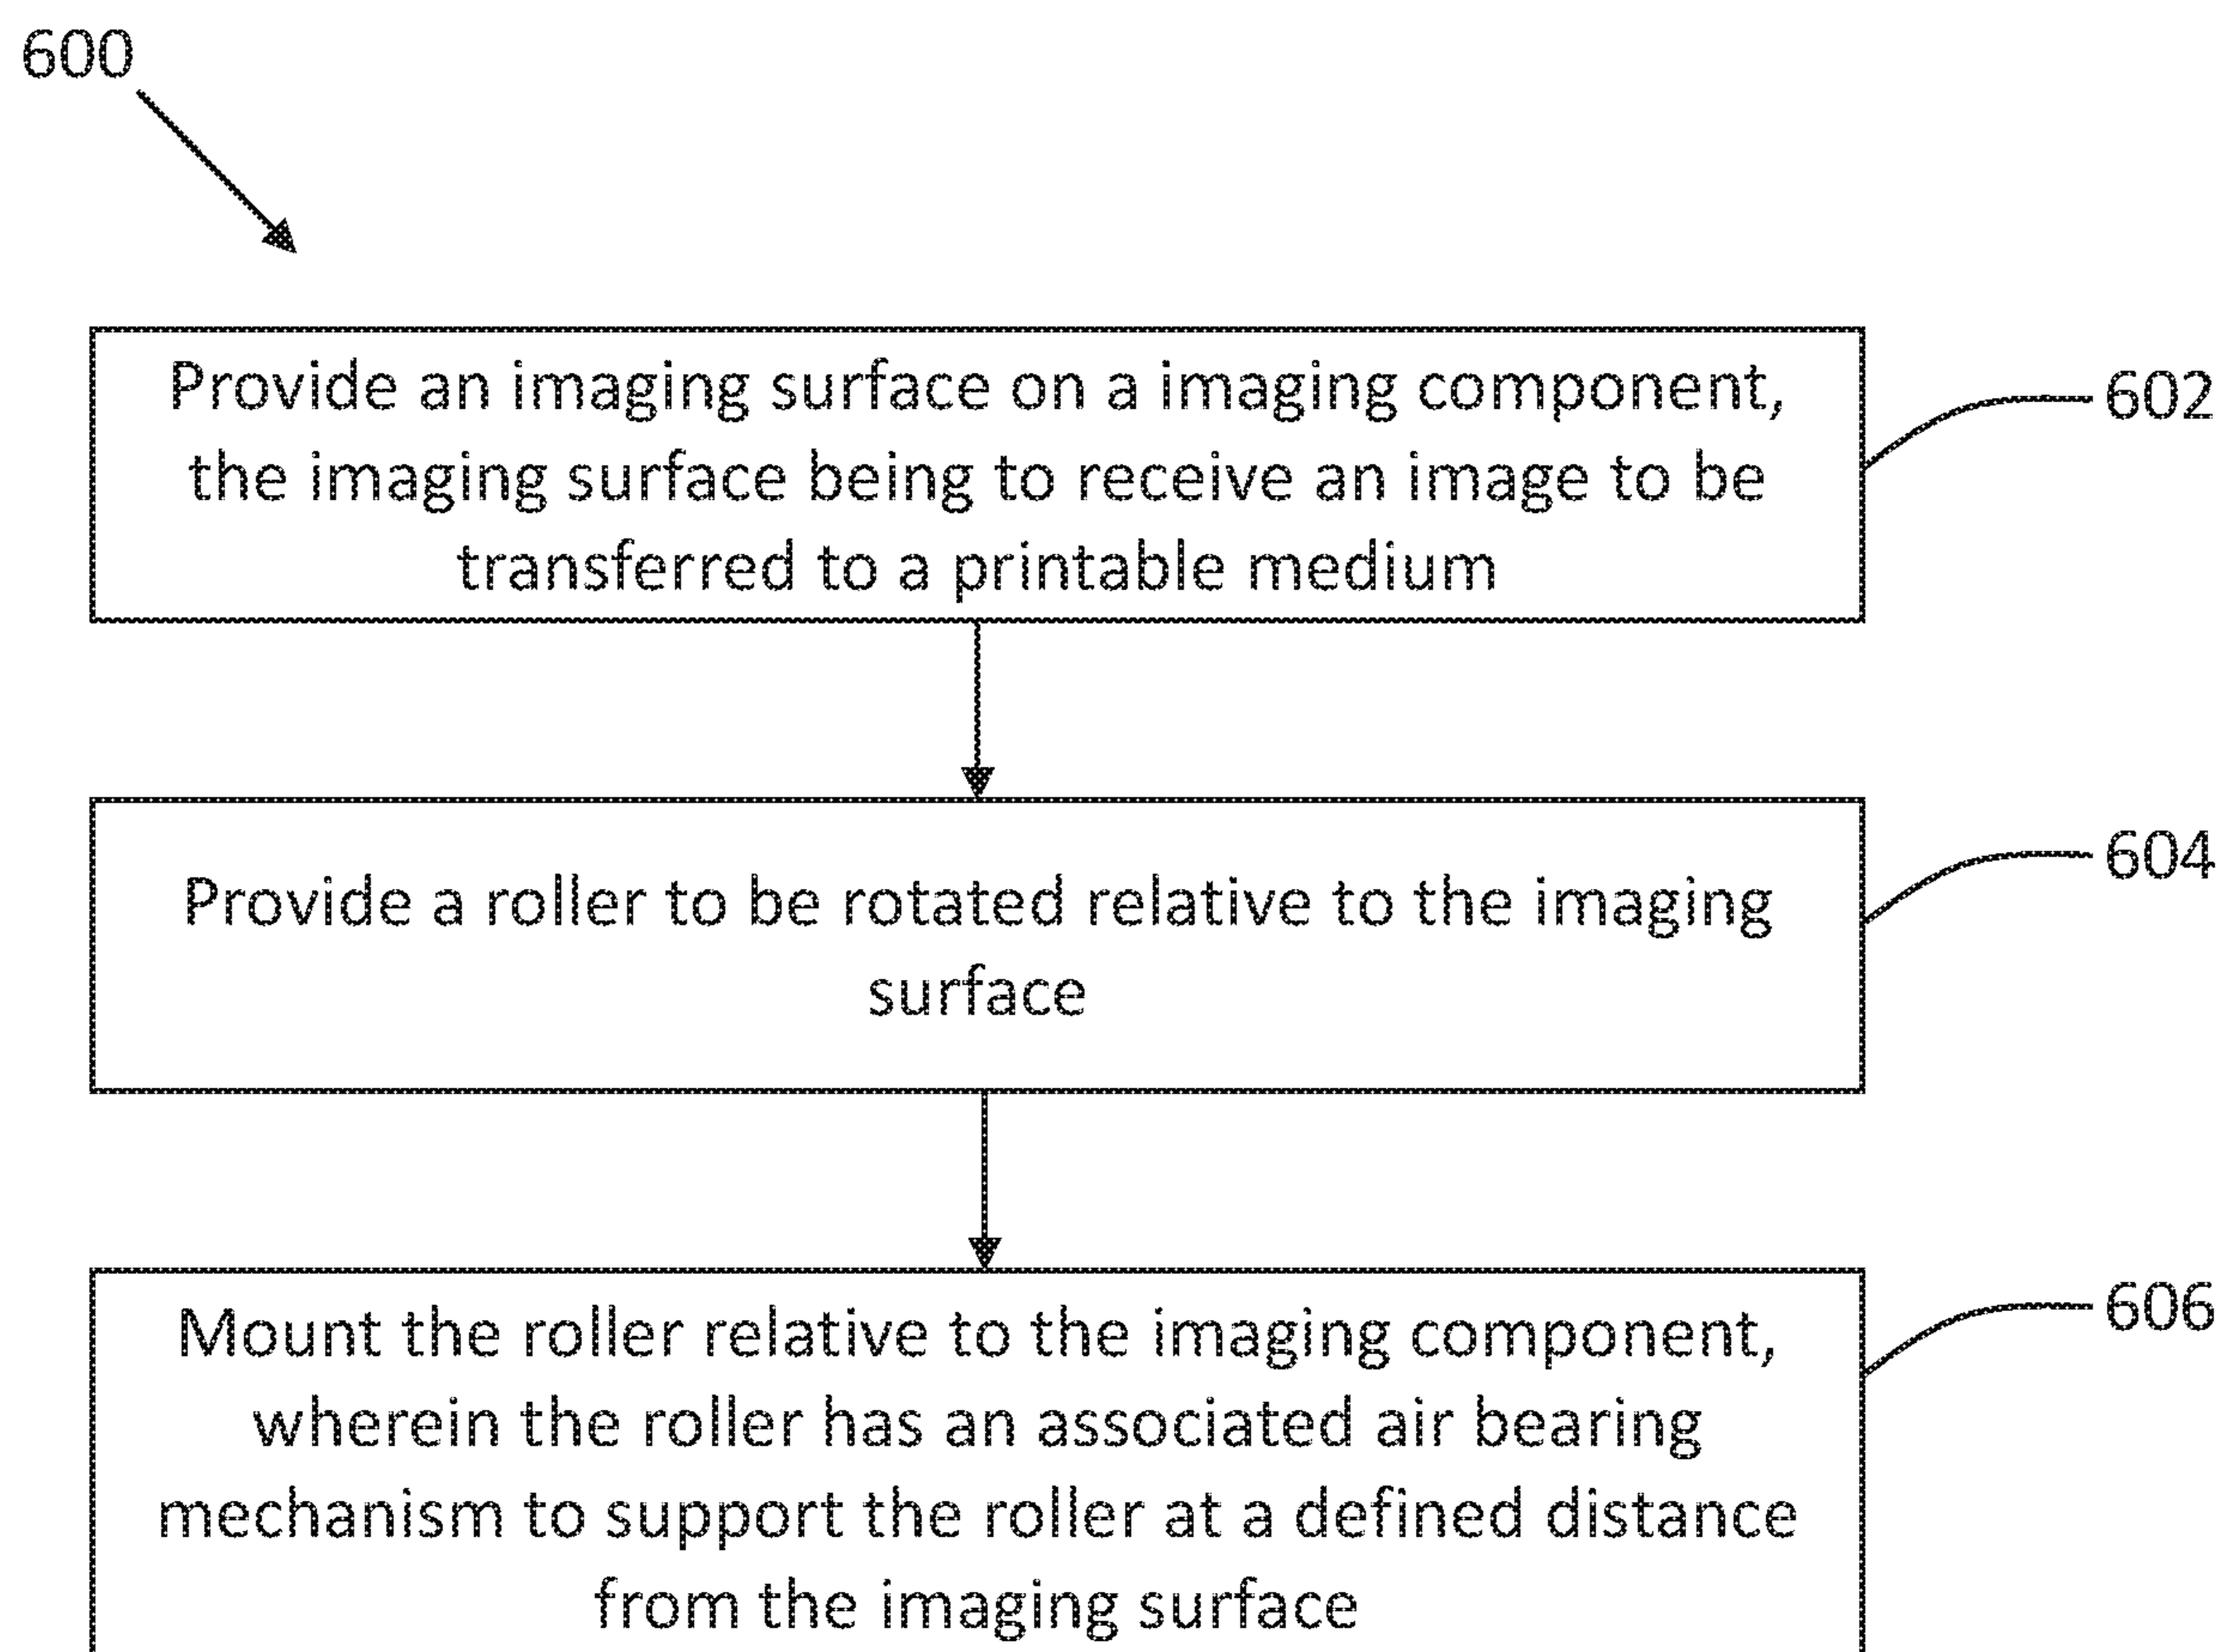 600
Provide an imaging surface on a imaging component,
the imaging surface being to receive an image to be
transferred to a printable medium
602
Provide a roller to be rotated relative to the imaging
surface
604
Mount the roller relative to the imaging component,
wherein the roller has an associated air bearing
mechanism to support the roller at a defined distance
from the imaging surface
606